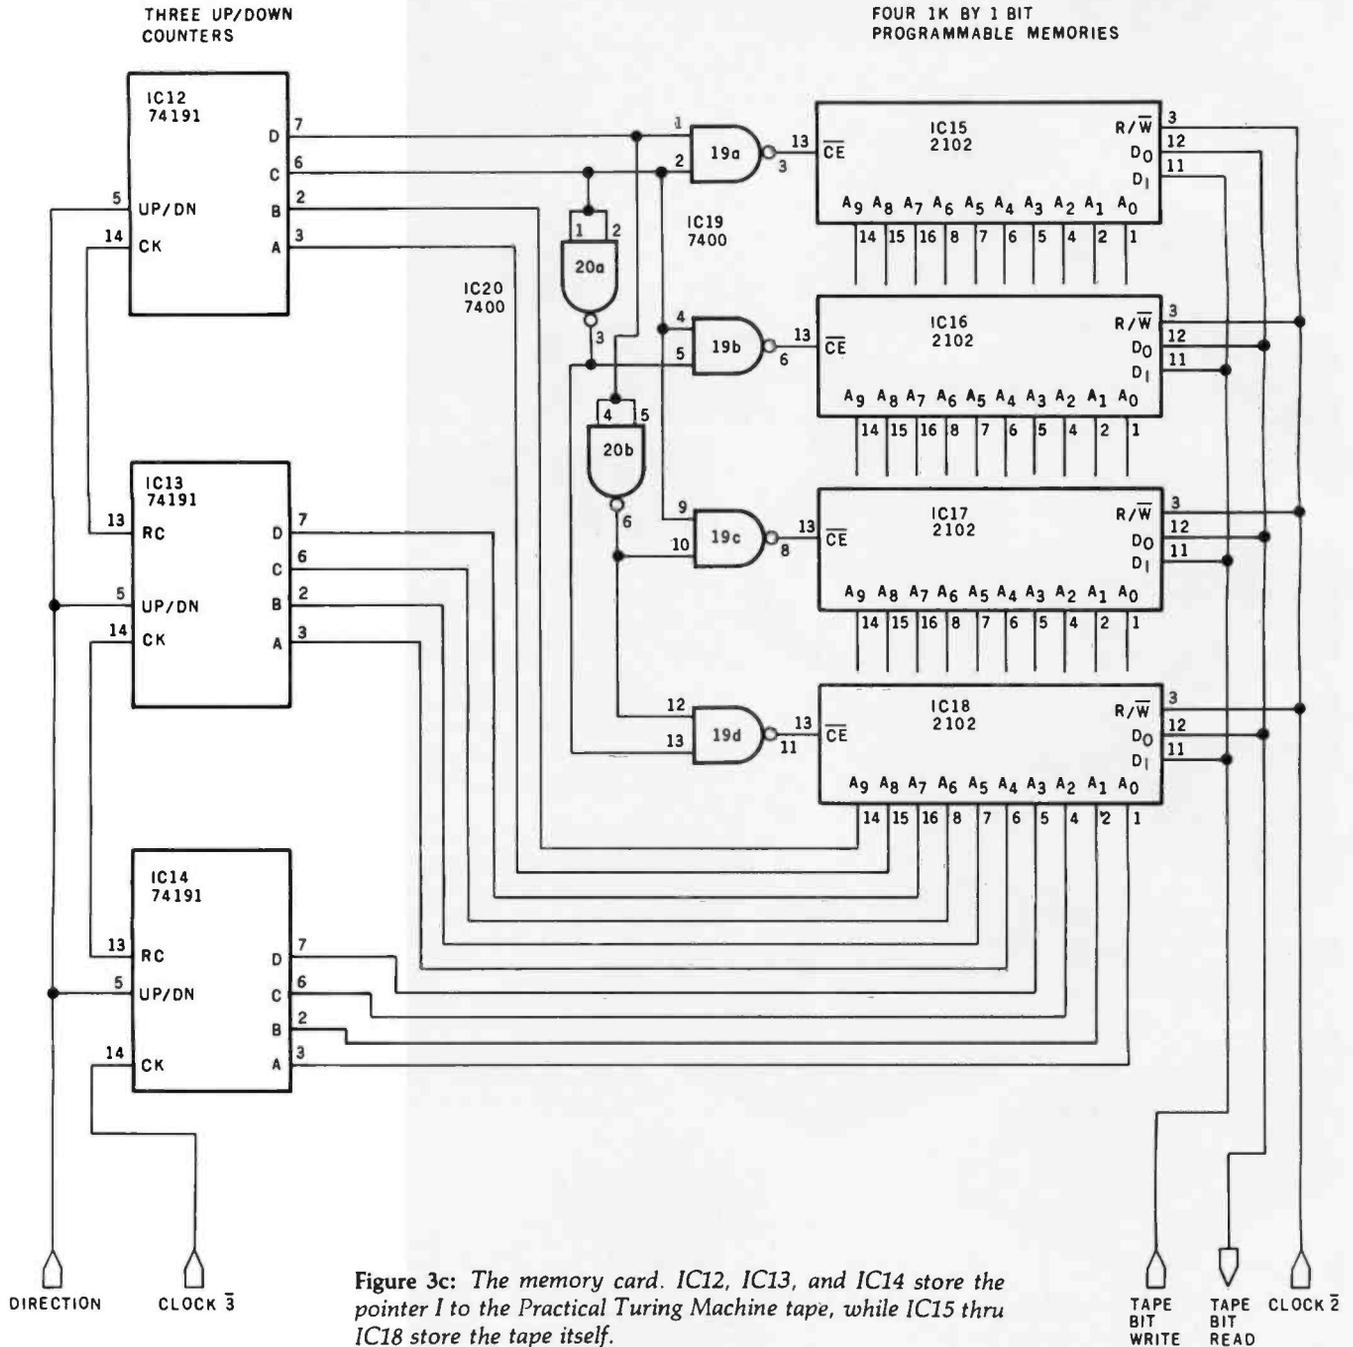 THREE UP/DOWN
COUNTERS
FOUR 1K BY 1 BIT
PROGRAMMABLE MEMORIES
IC12
74191
D 7
C 6
B 2
A 3
5 UP/DN
14 CK
IC13
74191
13 RC
5 UP/DN
14 CK
D 7
C 6
B 2
A 3
IC14
74191
13 RC
5 UP/DN
14 CK
D 7
C 6
B 2
A 3
IC19
7400
IC20
7400
1
2
19a
3
1 2
20a
3
4
5
19b
6
4 5
20b
6
9
10
19c
8
12
13
19d
11
IC15
2102
13 CE
R/W 3
DO 12
DI 11
A9 A8 A7 A6 A5 A4 A3 A2 A1 A0
14 15 16 8 7 6 5 4 2 1
IC16
2102
13 CE
R/W 3
DO 12
DI 11
A9 A8 A7 A6 A5 A4 A3 A2 A1 A0
14 15 16 8 7 6 5 4 2 1
IC17
2102
13 CE
R/W 3
DO 12
DI 11
A9 A8 A7 A6 A5 A4 A3 A2 A1 A0
14 15 16 8 7 6 5 4 2 1
IC18
2102
13 CE
R/W 3
DO 12
DI 11
A9 A8 A7 A6 A5 A4 A3 A2 A1 A0
14 15 16 8 7 6 5 4 2 1
DIRECTION
CLOCK 3̅
TAPE
BIT
WRITE
TAPE
BIT
READ
CLOCK 2̅
Figure 3c: The memory card. IC12, IC13, and IC14 store the
pointer I to the Practical Turing Machine tape, while IC15 thru
IC18 store the tape itself.